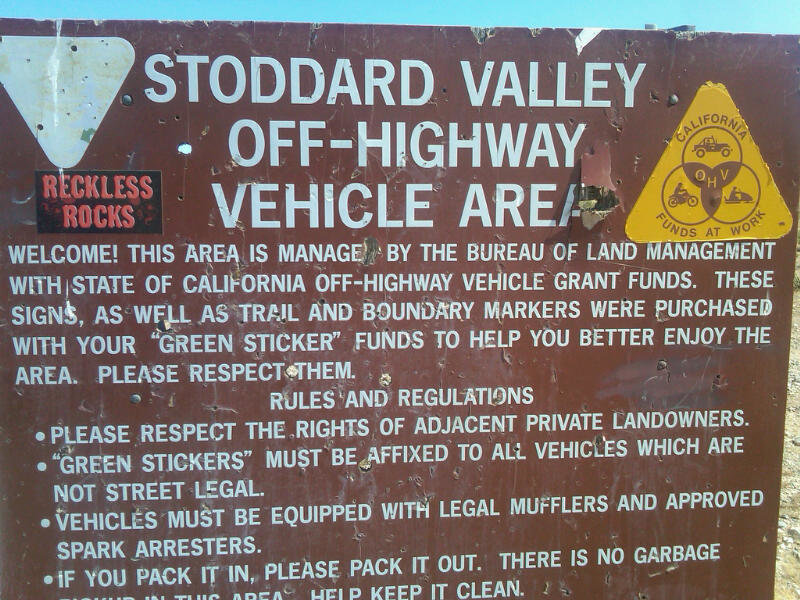 STODDARD VALLEY
OFF-HIGHWAY
VEHICLE AREA
RECKLESS
ROCKS
CALIFORNIA
OHV
FUNDS AT WORK
WELCOME! THIS AREA IS MANAGED BY THE BUREAU OF LAND MANAGEMENT
WITH STATE OF CALIFORNIA OFF-HIGHWAY VEHICLE GRANT FUNDS. THESE
SIGNS, AS WELL AS TRAIL AND BOUNDARY MARKERS WERE PURCHASED
WITH YOUR "GREEN STICKER" FUNDS TO HELP YOU BETTER ENJOY THE
AREA. PLEASE RESPECT THEM.
RULES AND REGULATIONS
• PLEASE RESPECT THE RIGHTS OF ADJACENT PRIVATE LANDOWNERS.
• "GREEN STICKERS" MUST BE AFFIXED TO ALL VEHICLES WHICH ARE
NOT STREET LEGAL.
• VEHICLES MUST BE EQUIPPED WITH LEGAL MUFFLERS AND APPROVED
SPARK ARRESTERS.
• IF YOU PACK IT IN, PLEASE PACK IT OUT. THERE IS NO GARBAGE
PICKUP IN THIS AREA. HELP KEEP IT CLEAN.